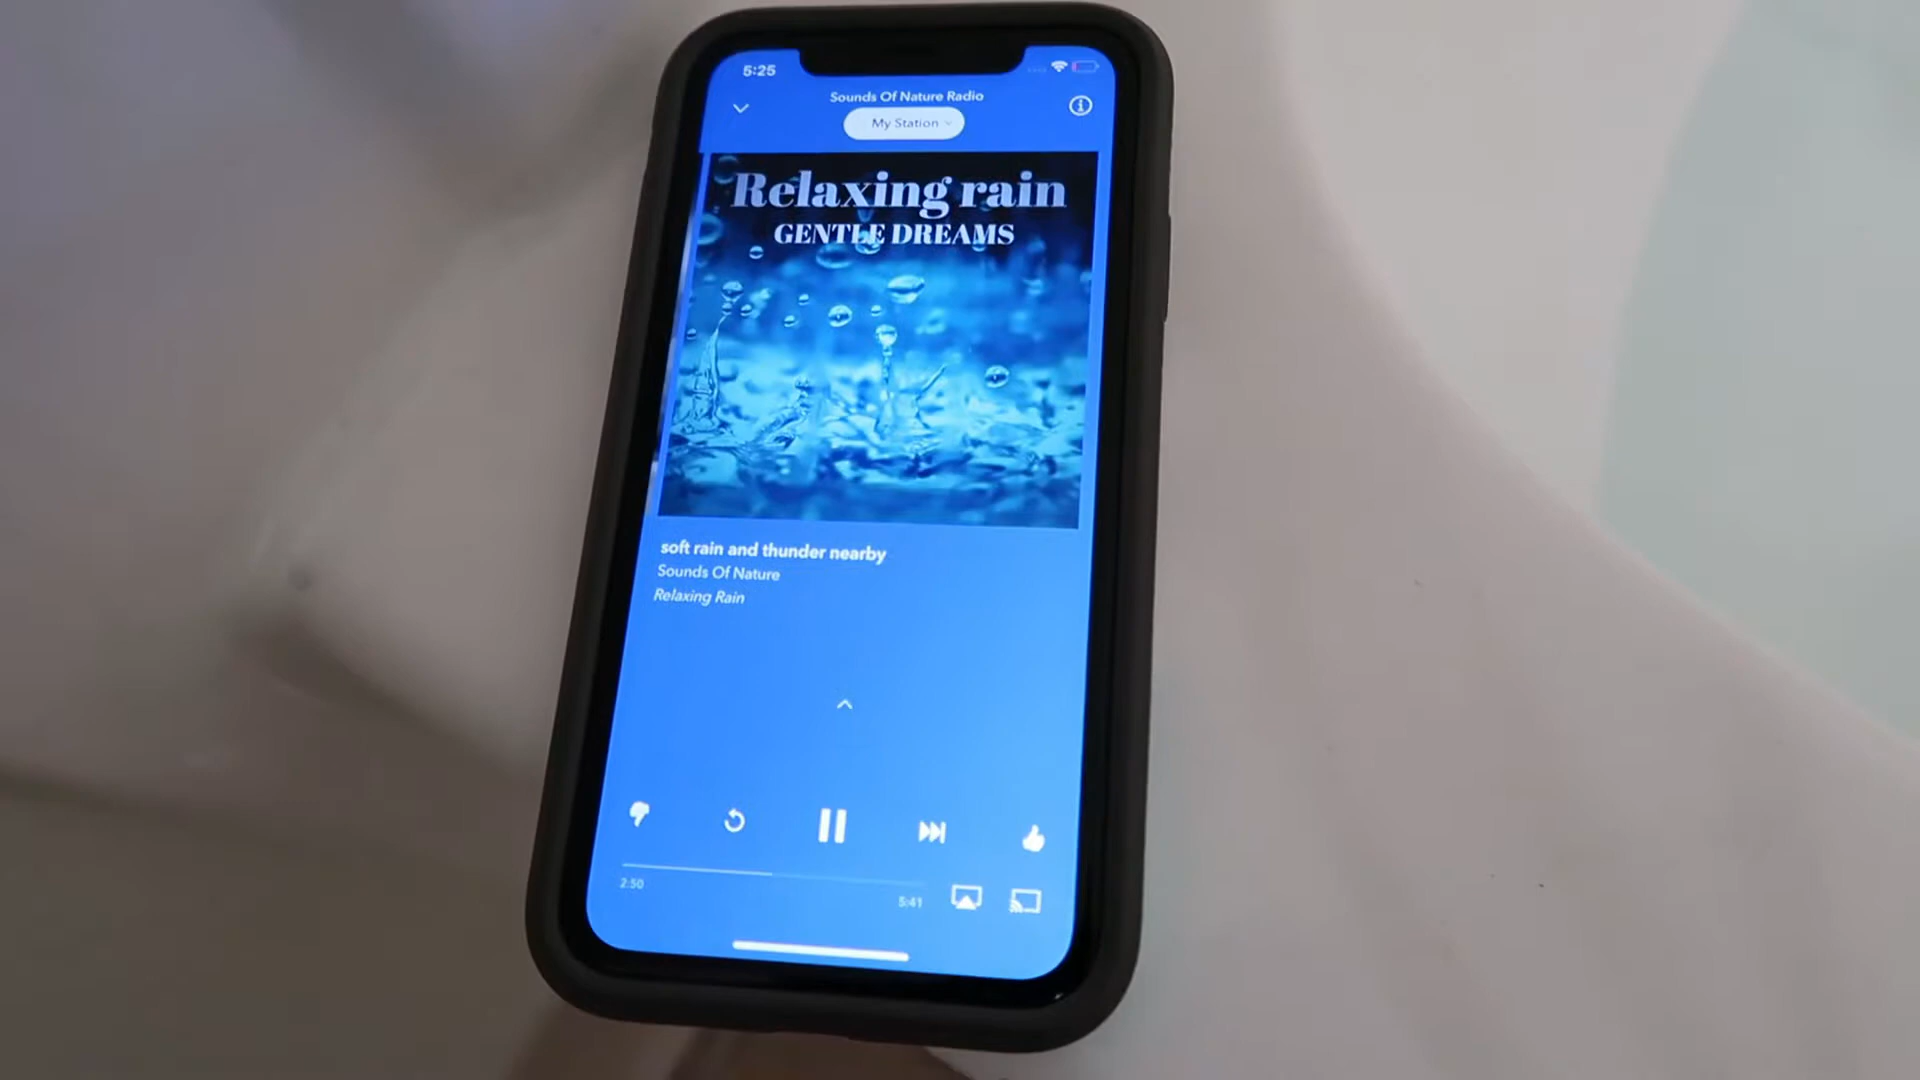 5:25
Sounds Of Nature Radio
My Station
Relaxing rain
GENTLE DREAMS
soft rain and thunder nearby
Sounds Of Nature
Relaxing Rain
2:50
5:41